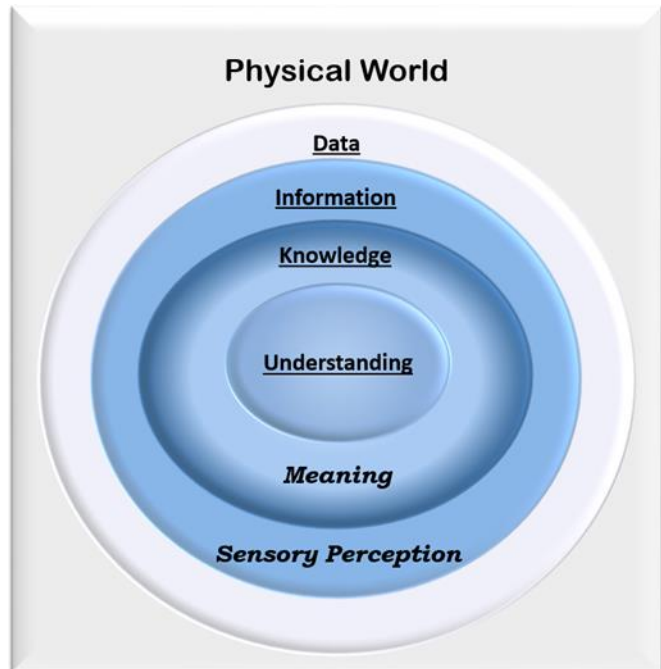 Physical World
Data
Information
Knowledge
Understanding
Meaning
Sensory Perception